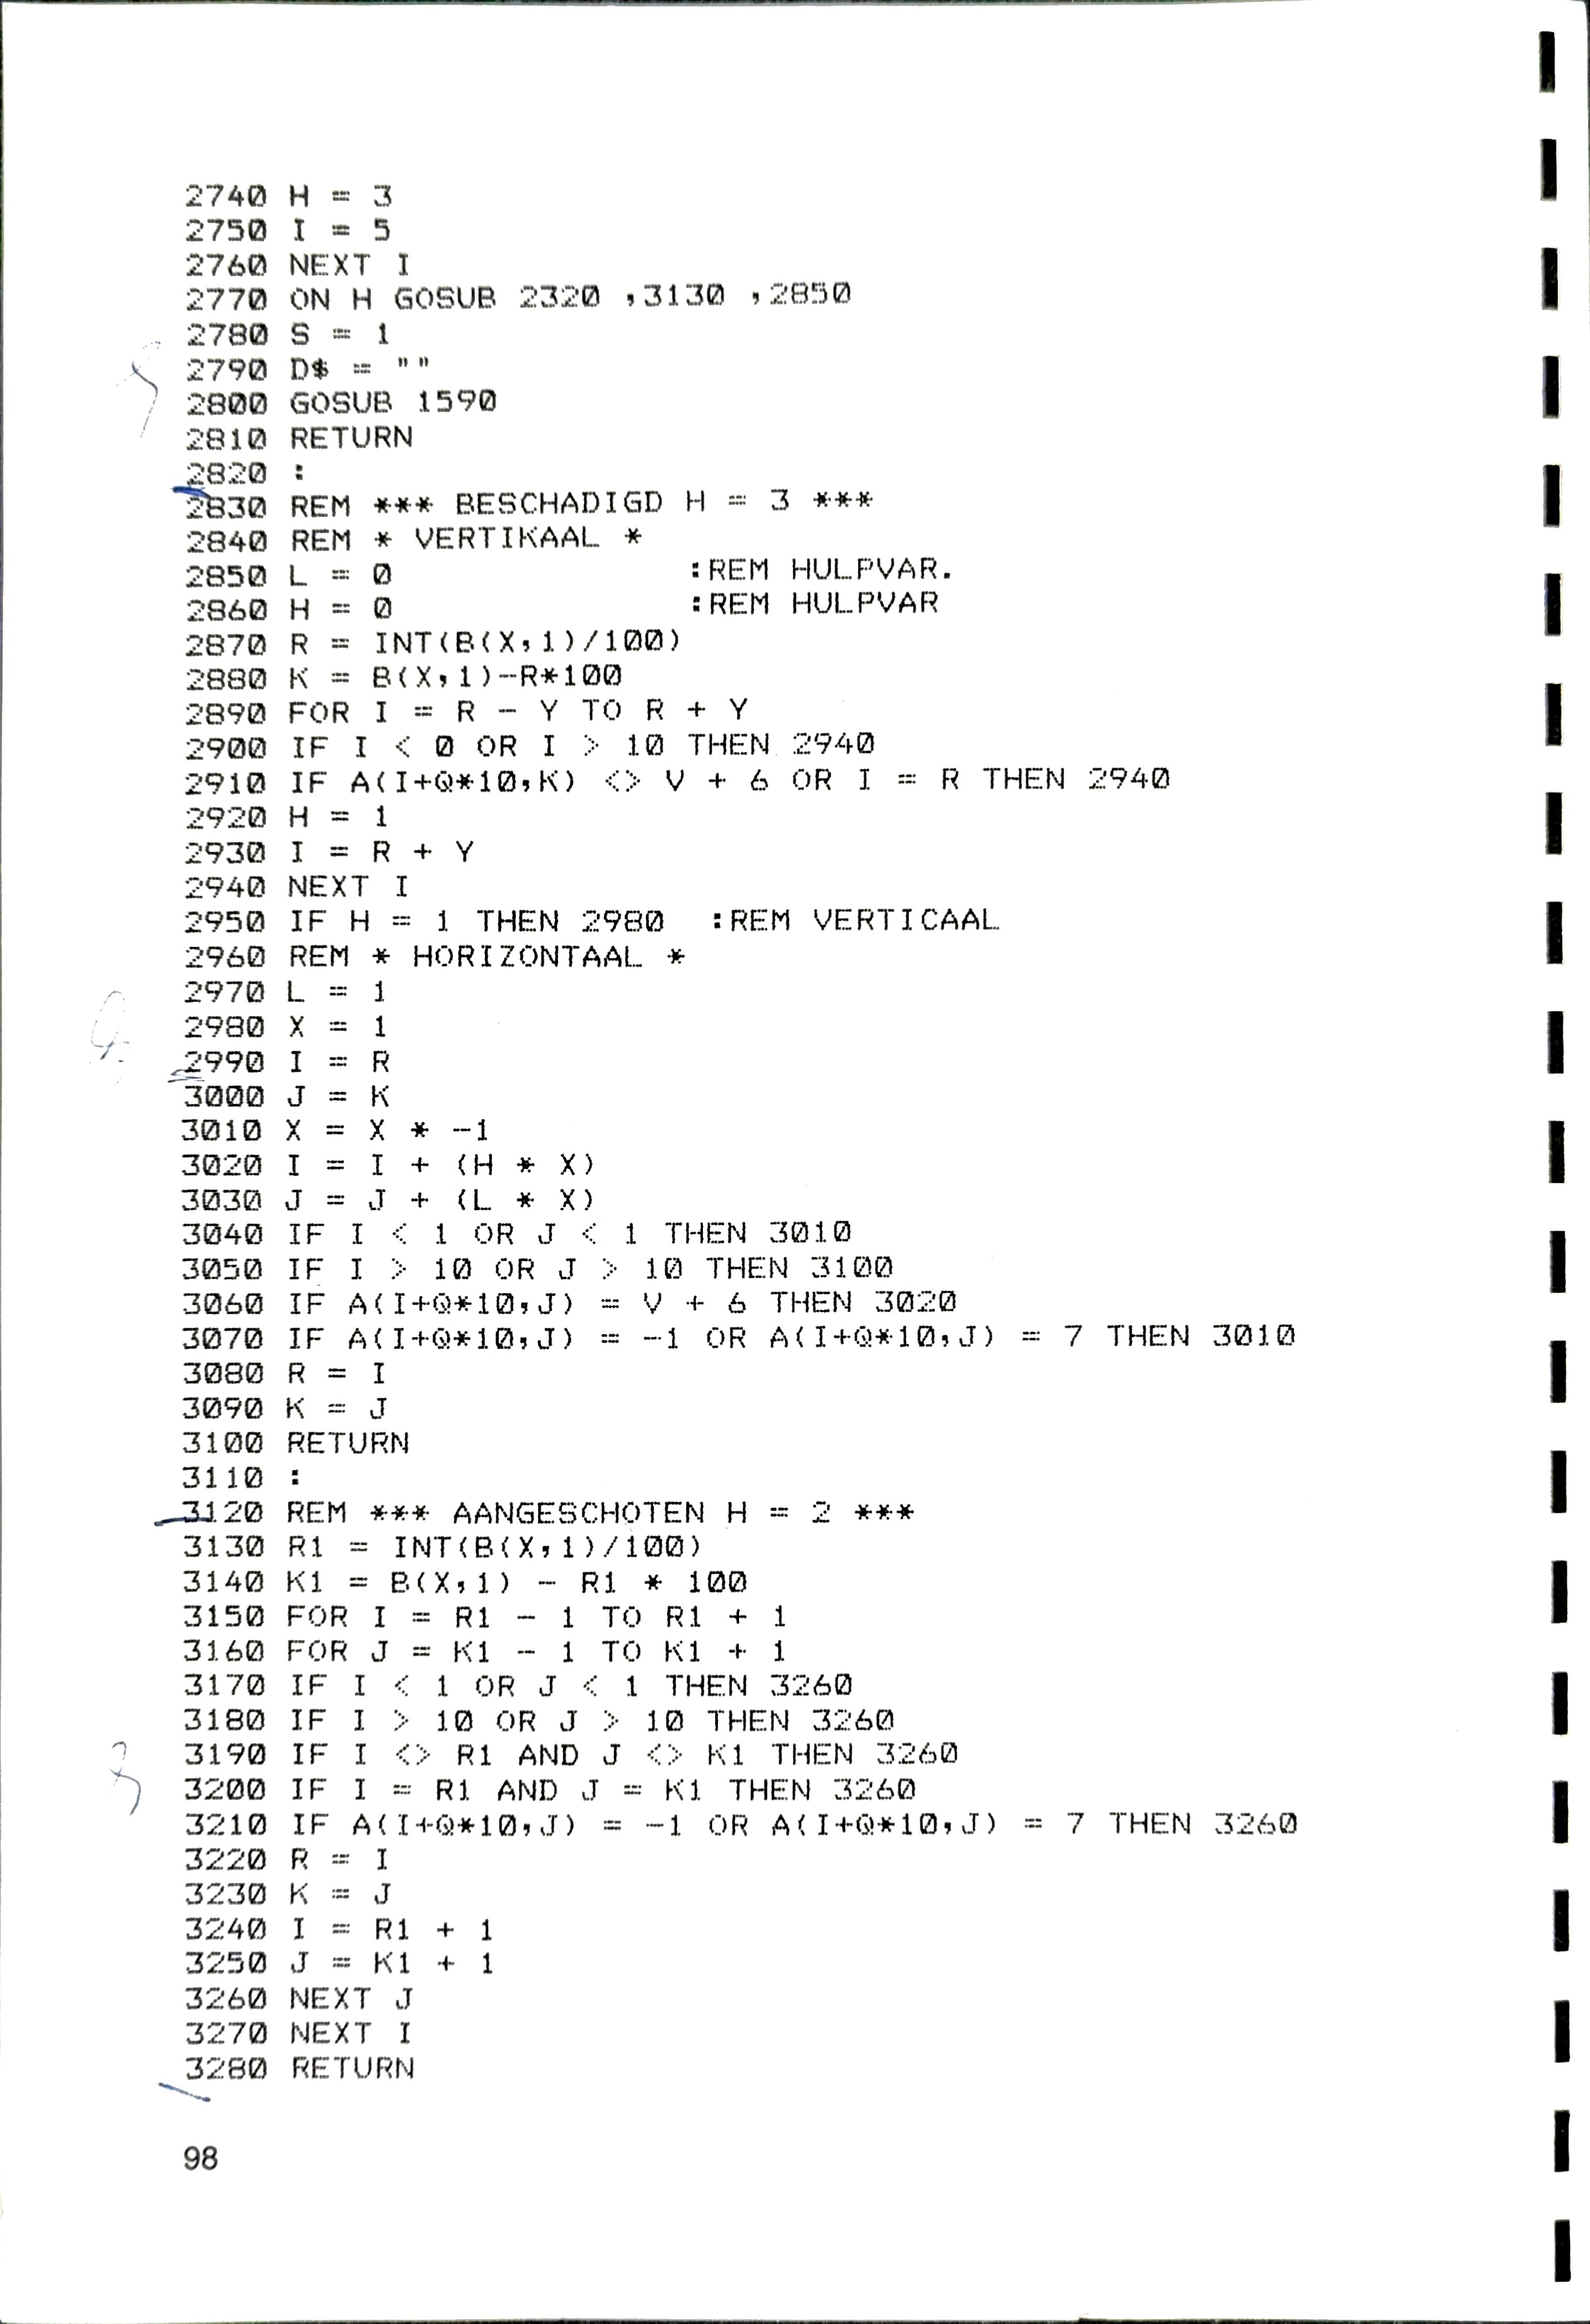 2740 H = 3
2750 I = 5
2760 NEXT I
2770 ON H GOSUB 2320 ,3130 ,2850
2780 S = 1
2790 D$ = ""
2800 GOSUB 1590
2810 RETURN
2820 :
2830 REM *** BESCHADIGD H = 3 ***
2840 REM * VERTIKAAL *
2850 L = 0 :REM HULPVAR.
2860 H = 0 :REM HULPVAR
2870 R = INT(B(X,1)/100)
2880 K = B(X,1)-R*100
2890 FOR I = R - Y TO R + Y
2900 IF I < 0 OR I > 10 THEN 2940
2910 IF A(I+Q*10,K) <> V + 6 OR I = R THEN 2940
2920 H = 1
2930 I = R + Y
2940 NEXT I
2950 IF H = 1 THEN 2980 :REM VERTICAAL
2960 REM * HORIZONTAAL *
2970 L = 1
2980 X = 1
2990 I = R
3000 J = K
3010 X = X * -1
3020 I = I + (H * X)
3030 J = J + (L * X)
3040 IF I < 1 OR J < 1 THEN 3010
3050 IF I > 10 OR J > 10 THEN 3100
3060 IF A(I+Q*10,J) = V + 6 THEN 3020
3070 IF A(I+Q*10,J) = -1 OR A(I+Q*10,J) = 7 THEN 3010
3080 R = I
3090 K = J
3100 RETURN
3110 :
3120 REM *** AANGESCHOTEN H = 2 ***
3130 R1 = INT(B(X,1)/100)
3140 K1 = B(X,1) - R1 * 100
3150 FOR I = R1 - 1 TO R1 + 1
3160 FOR J = K1 - 1 TO K1 + 1
3170 IF I < 1 OR J < 1 THEN 3260
3180 IF I > 10 OR J > 10 THEN 3260
3190 IF I <> R1 AND J <> K1 THEN 3260
3200 IF I = R1 AND J = K1 THEN 3260
3210 IF A(I+Q*10,J) = -1 OR A(I+Q*10,J) = 7 THEN 3260
3220 R = I
3230 K = J
3240 I = R1 + 1
3250 J = K1 + 1
3260 NEXT J
3270 NEXT I
3280 RETURN
98